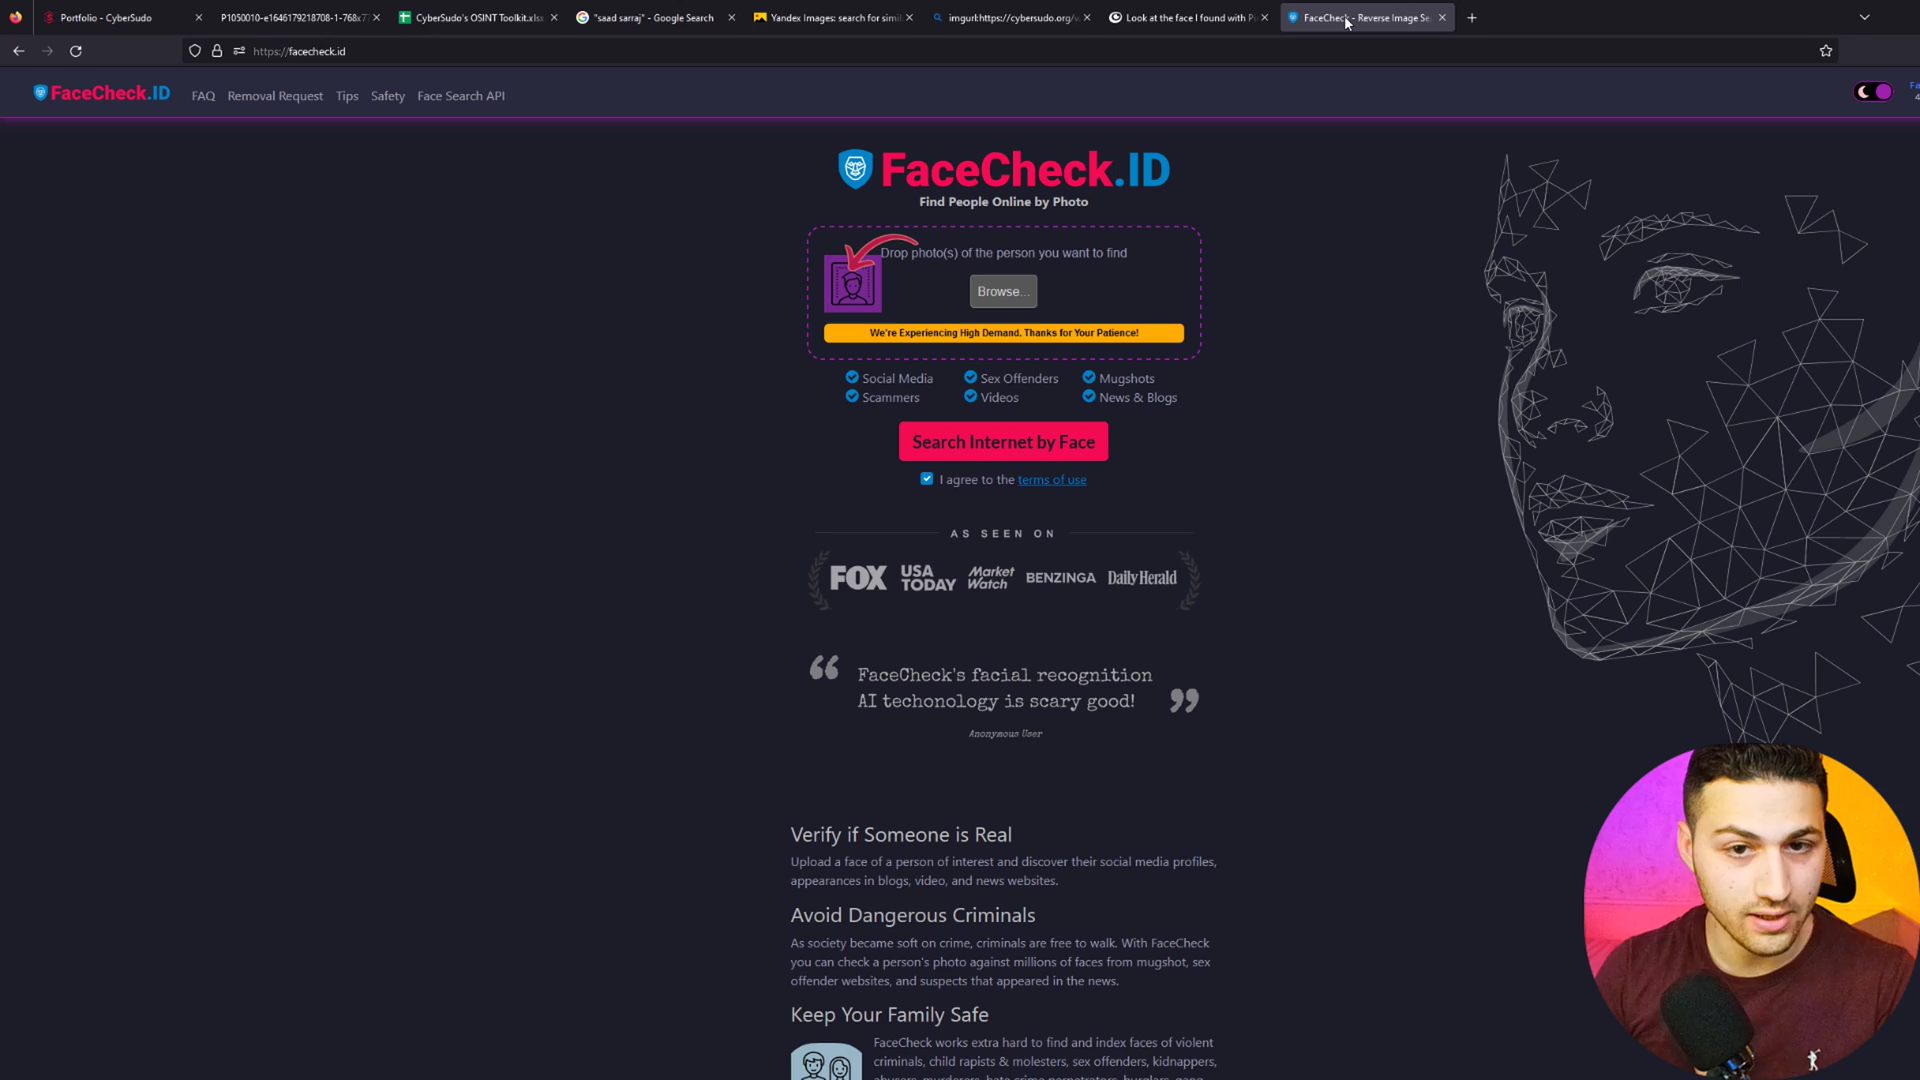 Portfolio - CyberSudo
P1050010-e1646179218708-1-768x7
CyberSudo's OSINT Toolkit.xlsx
"saad sarraj" - Google Search
Yandex Images: search for simil
imgurl:https://cybersudo.org/w
Look at the face I found with Pi
FaceCheck - Reverse Image Se
https://facecheck.id
FaceCheck.ID
FAQ
Removal Request
Tips
Safety
Face Search API
Fa
4
FaceCheck.ID
Find People Online by Photo
Drop photo(s) of the person you want to find
Browse...
We're Experiencing High Demand. Thanks for Your Patience!
Social Media
Sex Offenders
Mugshots
Scammers
Videos
News & Blogs
Search Internet by Face
I agree to the terms of use
AS SEEN ON
FOX
USA
TODAY
Market
Watch
BENZINGA
Daily Herald
“ FaceCheck's facial recognition
AI techonology is scary good! ”
Anonymous User
Verify if Someone is Real
Upload a face of a person of interest and discover their social media profiles,
appearances in blogs, video, and news websites.
Avoid Dangerous Criminals
As society became soft on crime, criminals are free to walk. With FaceCheck
you can check a person's photo against millions of faces from mugshot, sex
offender websites, and suspects that appeared in the news.
Keep Your Family Safe
FaceCheck works extra hard to find and index faces of violent
criminals, child rapists & molesters, sex offenders, kidnappers,
abusers, murderers, hate crime perpetrators, burglars, gang